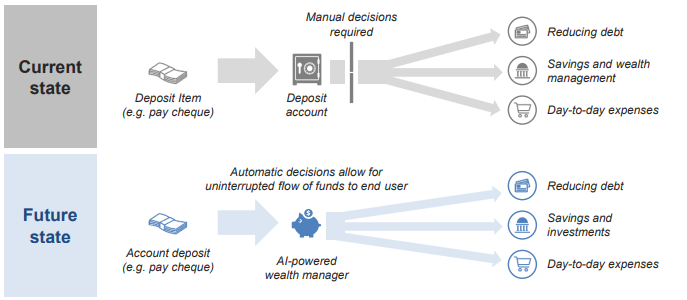 Current
state
Manual decisions
required
Deposit Item
(e.g. pay cheque)
Deposit
account
Reducing debt
Savings and wealth
management
Day-to-day expenses
Future
state
Automatic decisions allow for
uninterrupted flow of funds to end user
Account deposit
(e.g. pay cheque)
AI-powered
wealth manager
Reducing debt
Savings and
investments
Day-to-day expenses